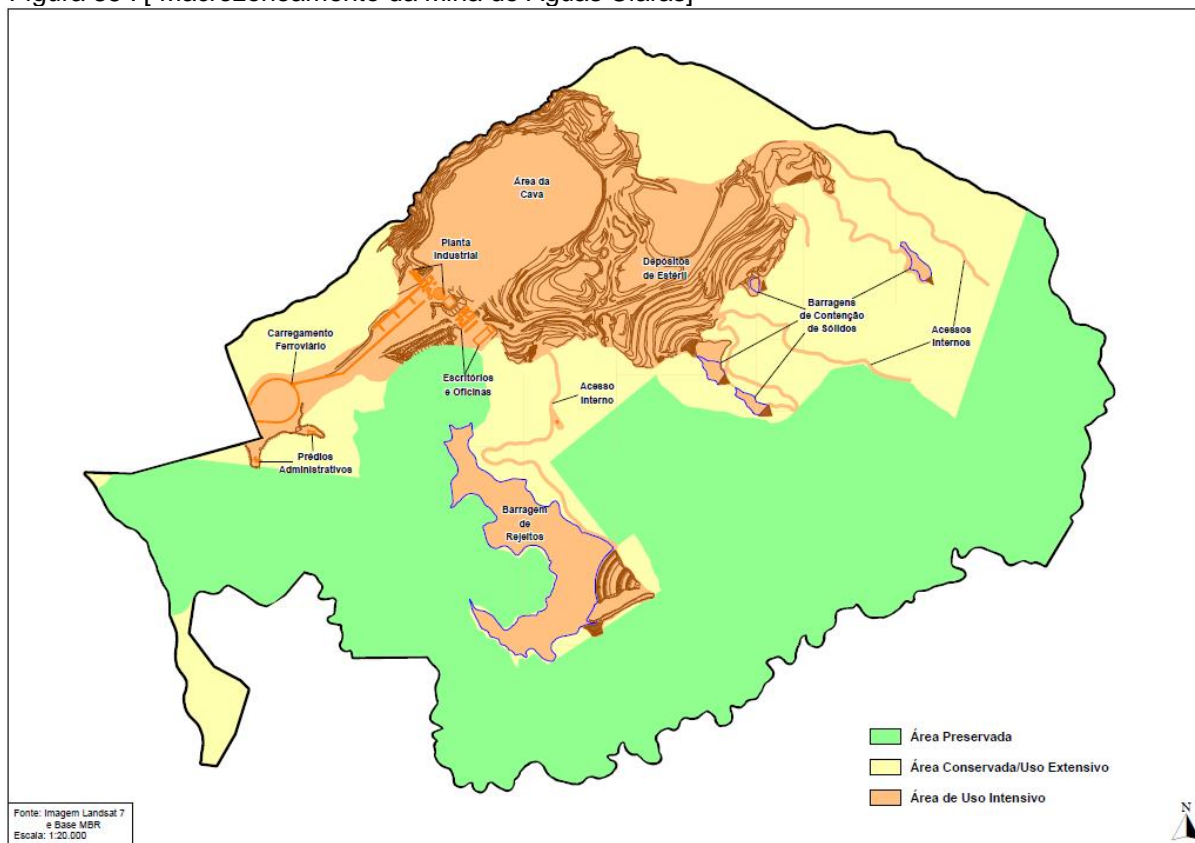 Área da
Cava
Planta
Industrial
Depósitos
de Estéril
Barragens
de Contenção
de Sólidos
Acessos
Internos
Carregamento
Ferroviário
Escritórios
e Oficinas
Acesso
Interno
Prédios
Administrativos
Barragem
de
Rejeitos
Área Preservada
Área Conservada/Uso Extensivo
Área de Uso Intensivo
Fonte: Imagem Landsat 7
e Base MBR
Escala: 1:20.000
N